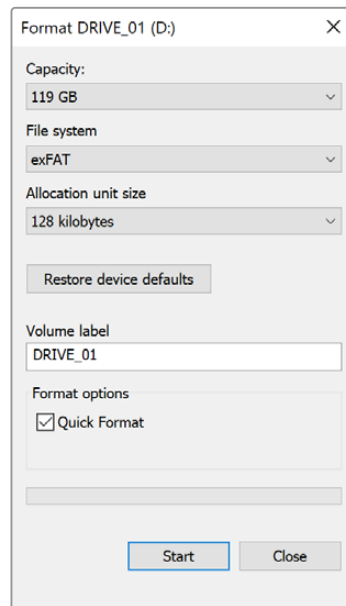 Format DRIVE_01 (D:)
Capacity:
119 GB
File system
exFAT
Allocation unit size
128 kilobytes
Restore device defaults
Volume label
DRIVE_01
Format options
Quick Format
Start Close